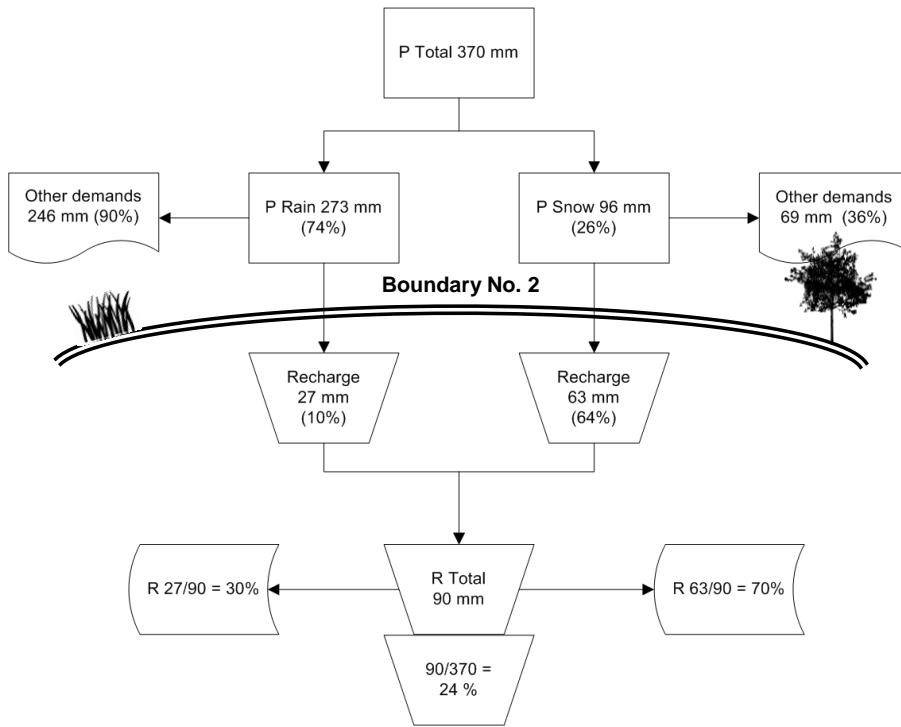 P Total 370 mm
Other demands
246 mm (90%)
P Rain 273 mm
(74%)
P Snow 96 mm
(26%)
Other demands
69 mm (36%)
Boundary No. 2
Recharge
27 mm
(10%)
Recharge
63 mm
(64%)
R 27/90 = 30%
R Total
90 mm
R 63/90 = 70%
90/370 =
24 %